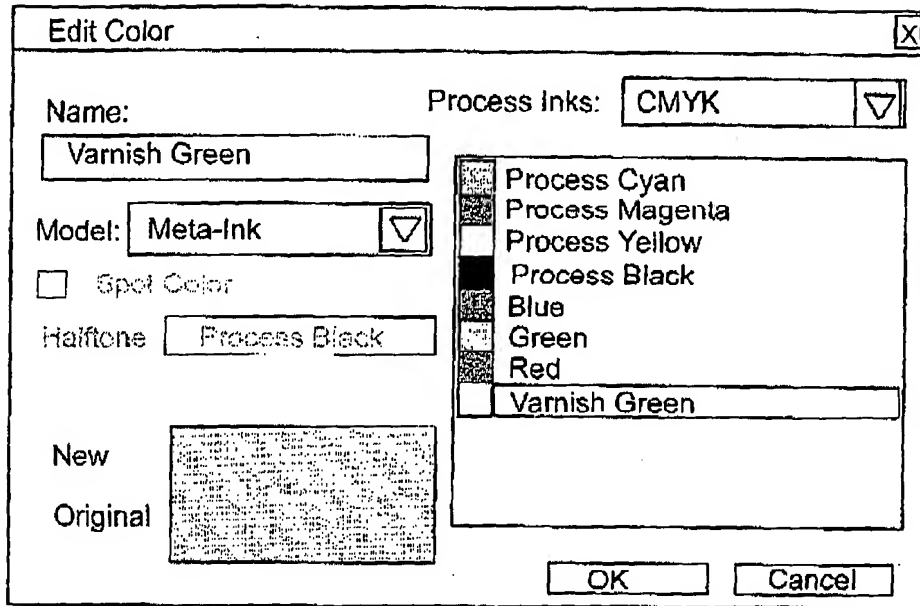 Edit Color
X
Name:
Varnish Green
Model: Meta-Ink
Spot Color
Halftone Process Black
New
Original
Process Inks: CMYK
Process Cyan
Process Magenta
Process Yellow
Process Black
Blue
Green
Red
Varnish Green
OK Cancel